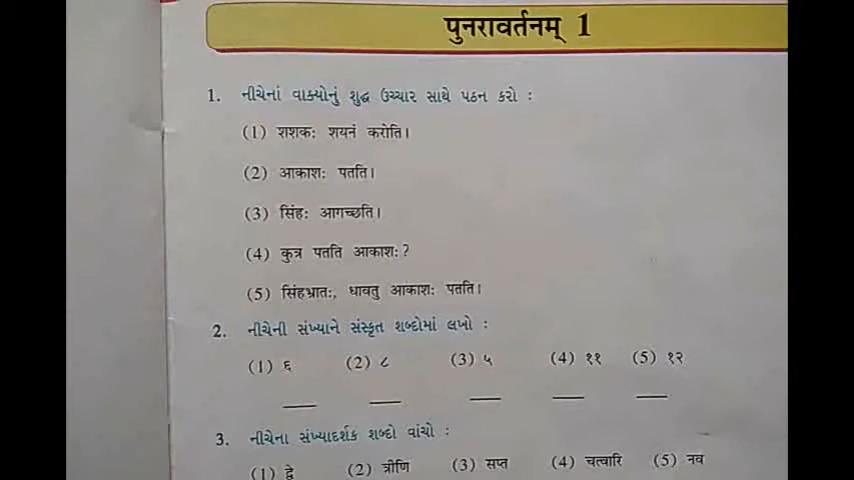 पुनरावर्तनम् 1
1. નીચેનાં વાક્યોનું શુદ્ધ ઉચ્ચાર સાથે પઠન કરો :
(1) शशकः शयनं करोति।
(2) आकाशः पतति।
(3) सिंहः आगच्छति।
(4) कुत्र पतति आकाशः?
(5) सिंहभ्रातः, धावतु आकाशः पतति।
2. નીચેની સંખ્યાને સંસ્કૃત શબ્દોમાં લખો :
(1) ६ (2) ८ (3) ५ (4) ११ (5) १२
3. નીચેના સંખ્યાદર્શક શબ્દો વાંચો :
(1) द्वे (2) त्रीणि (3) सप्त (4) चत्वारि (5) नव